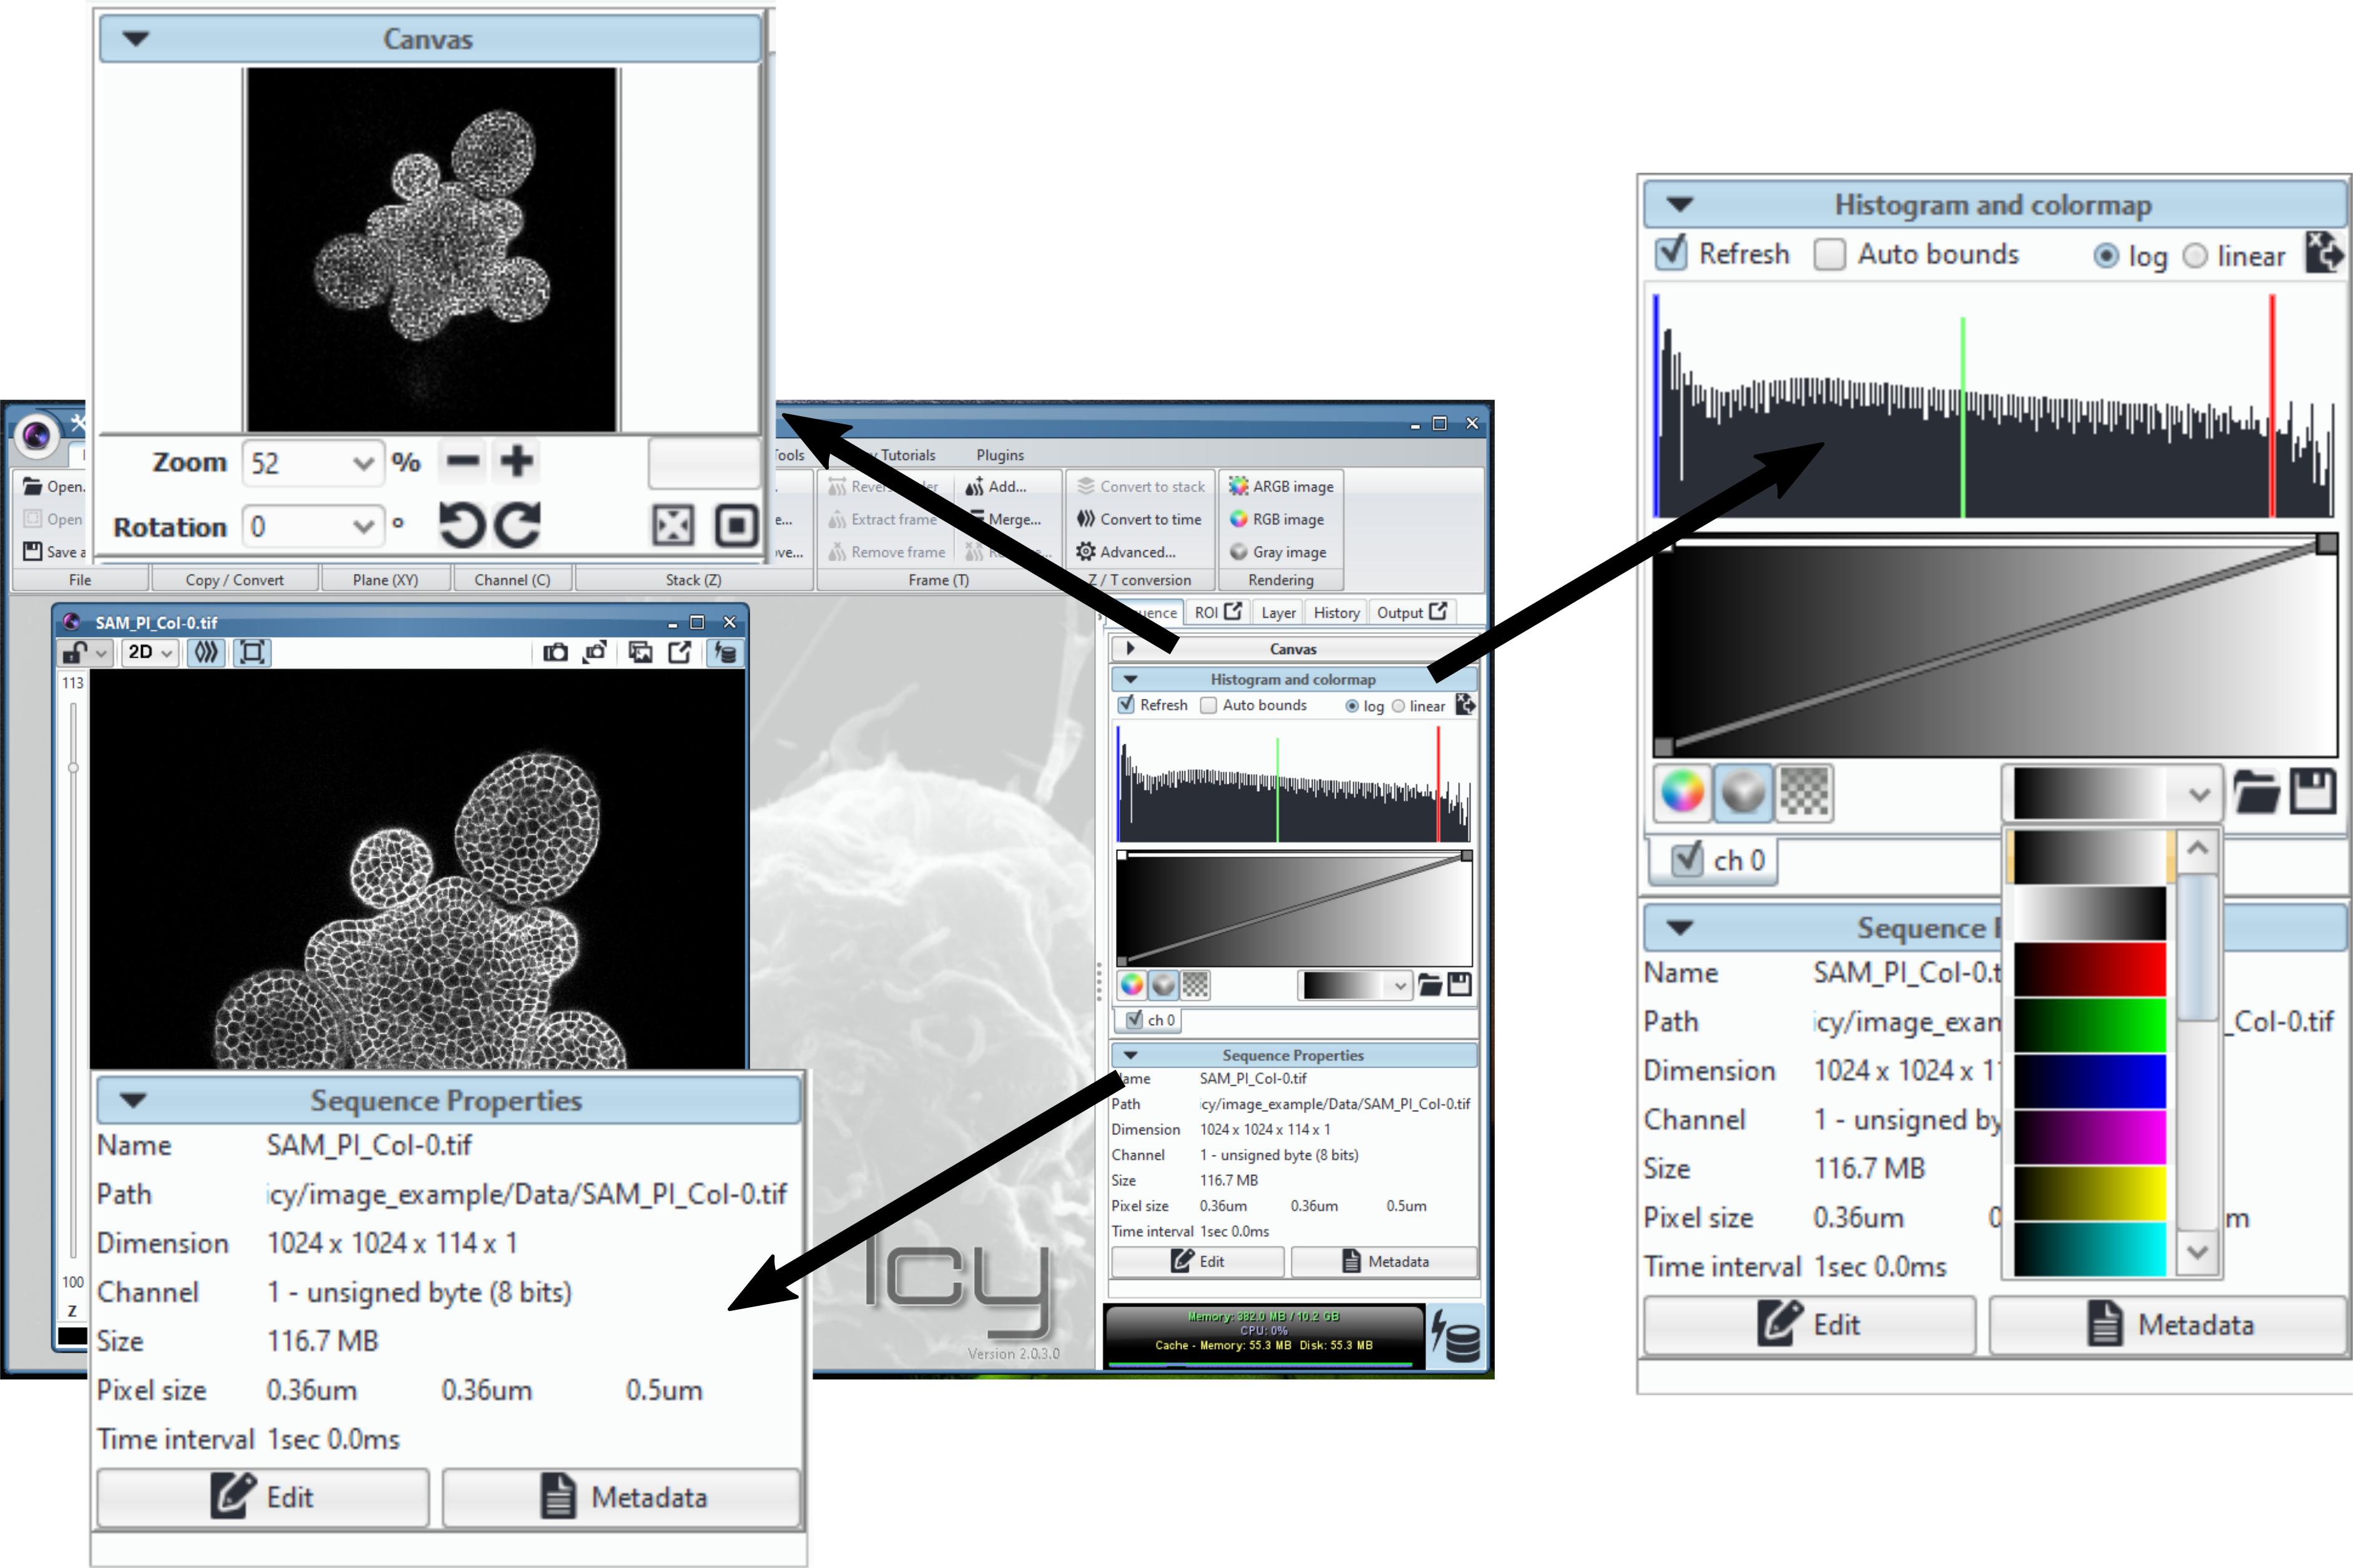 Canvas
Zoom 52 %
Rotation 0 °
Tools Tutorials Plugins
Open. Add... Convert to stack ARGB image
Open Extract frame Merge... Convert to time RGB image
Save a ove... Remove frame Advanced... Gray image
File Copy / Convert Plane (XY) Channel (C) Stack (Z) Frame (T) Z / T conversion Rendering
SAM_PI_Col-0.tif
2D
113
100
Z
ROI Layer History Output
Canvas
Histogram and colormap
Refresh Auto bounds log linear
ch 0
Sequence Properties
Name SAM_PI_Col-0.tif
Path icy/image_example/Data/SAM_PI_Col-0.tif
Dimension 1024 x 1024 x 114 x 1
Channel 1 - unsigned byte (8 bits)
Size 116.7 MB
Pixel size 0.36um 0.36um 0.5um
Time interval 1sec 0.0ms
Edit Metadata
Memory: 382.0 MB / 10.2 GB
CPU: 0%
Cache - Memory: 55.3 MB Disk: 55.3 MB
Icy
Version 2.0.3.0
Sequence Properties
Name SAM_PI_Col-0.tif
Path icy/image_example/Data/SAM_PI_Col-0.tif
Dimension 1024 x 1024 x 114 x 1
Channel 1 - unsigned byte (8 bits)
Size 116.7 MB
Pixel size 0.36um 0.36um 0.5um
Time interval 1sec 0.0ms
Edit Metadata
Histogram and colormap
Refresh Auto bounds log linear
ch 0
Sequence
Name SAM_PI_Col-0.t
Path icy/image_exan _Col-0.tif
Dimension 1024 x 1024 x 1
Channel 1 - unsigned by
Size 116.7 MB
Pixel size 0.36um 0 m
Time interval 1sec 0.0ms
Edit Metadata